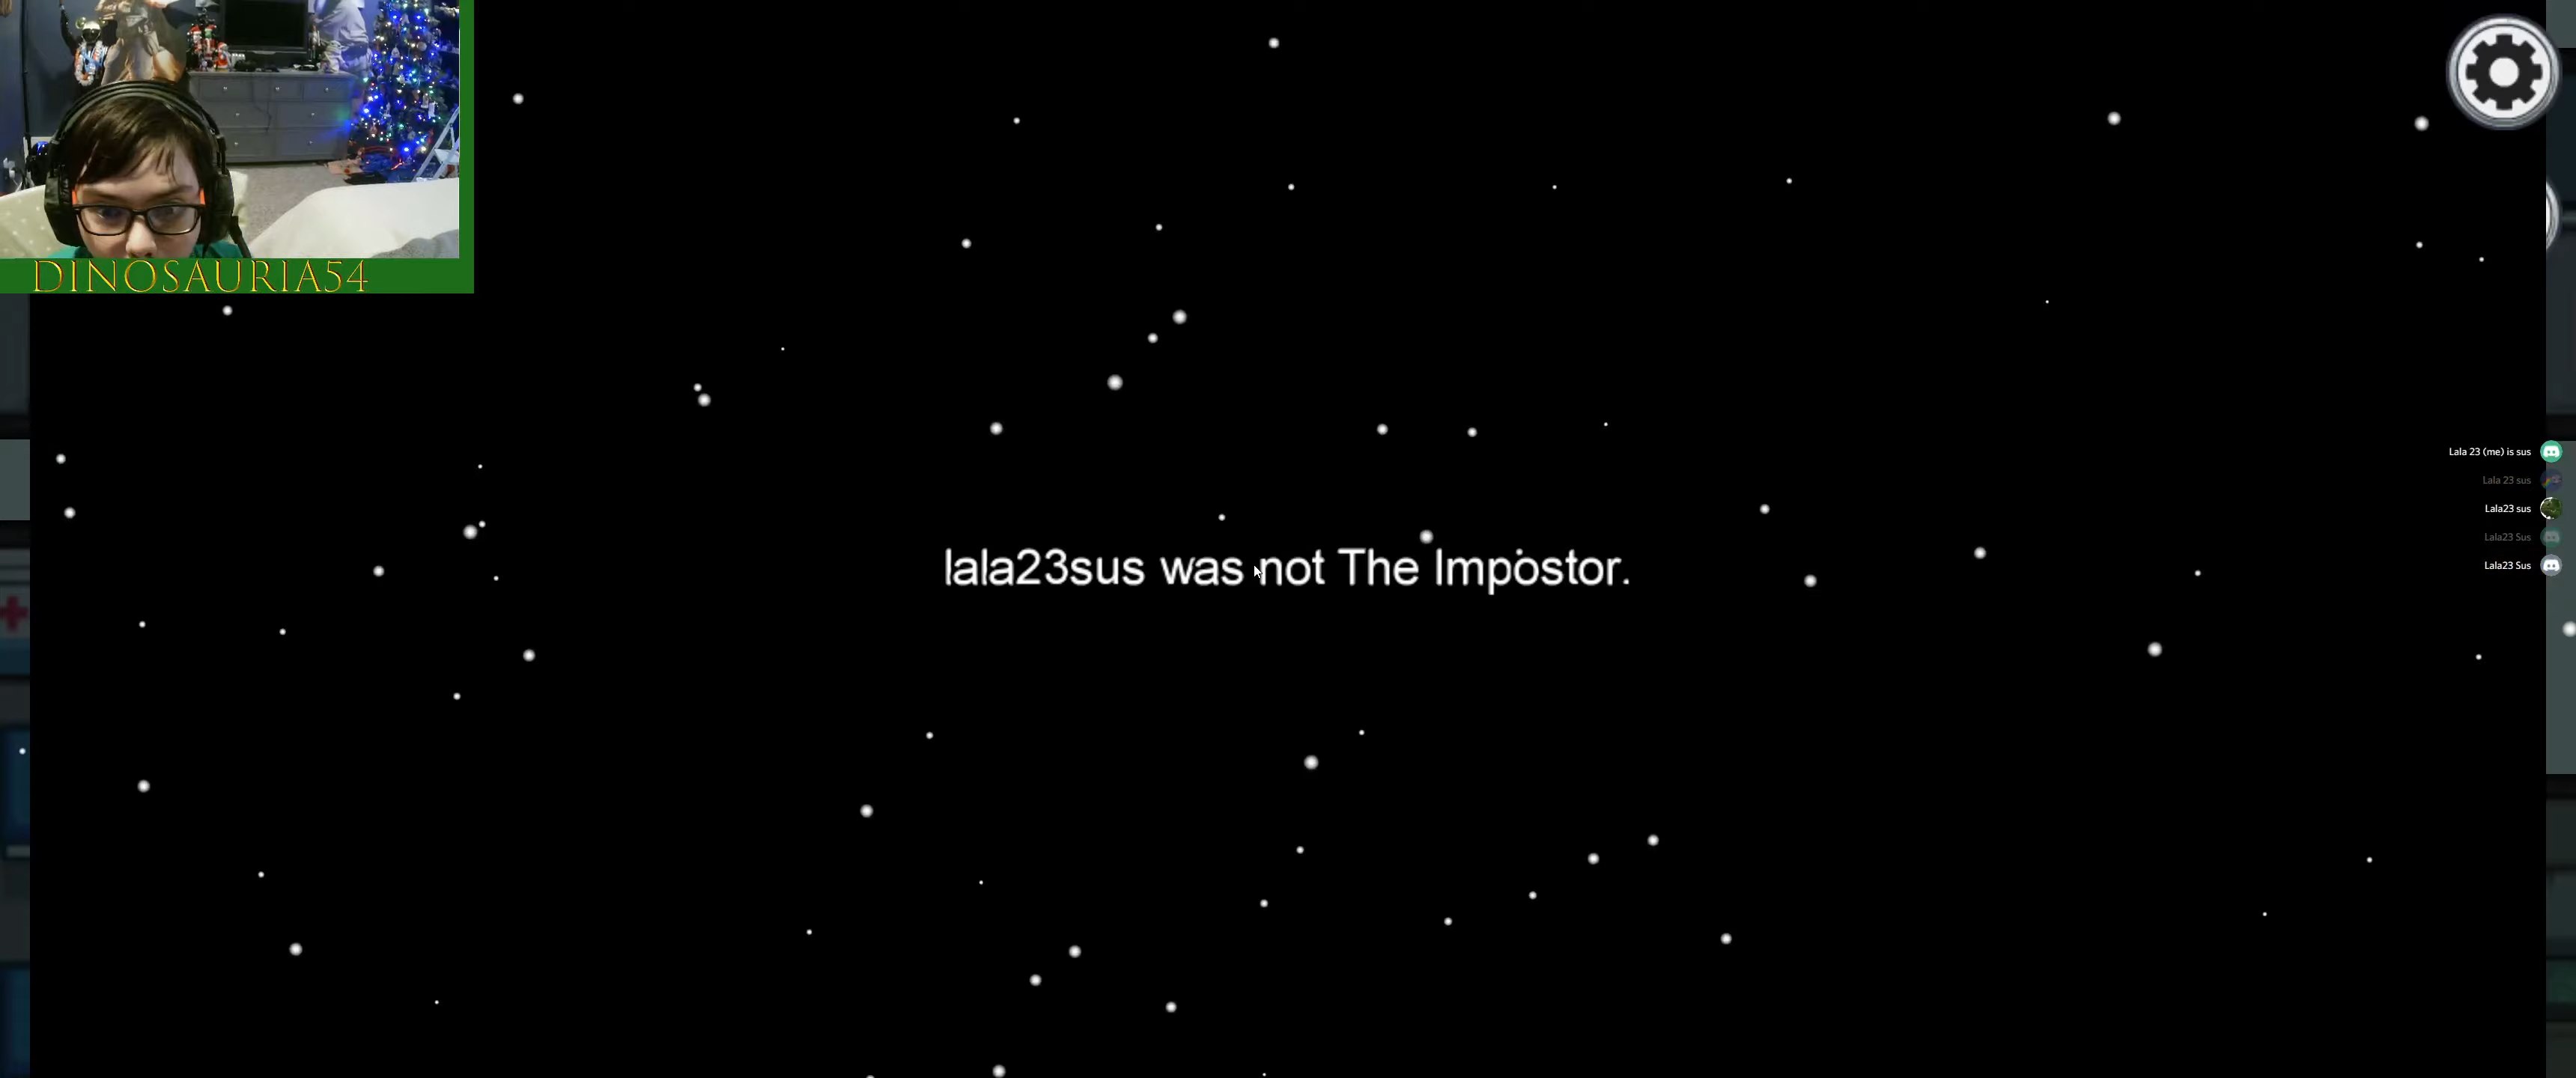 DINOSAURIA54
Lala 23 (me) is sus
Lala 23 sus
Lala23 sus
Lala23 Sus
Lala23 Sus
lala23sus was not The Impostor.